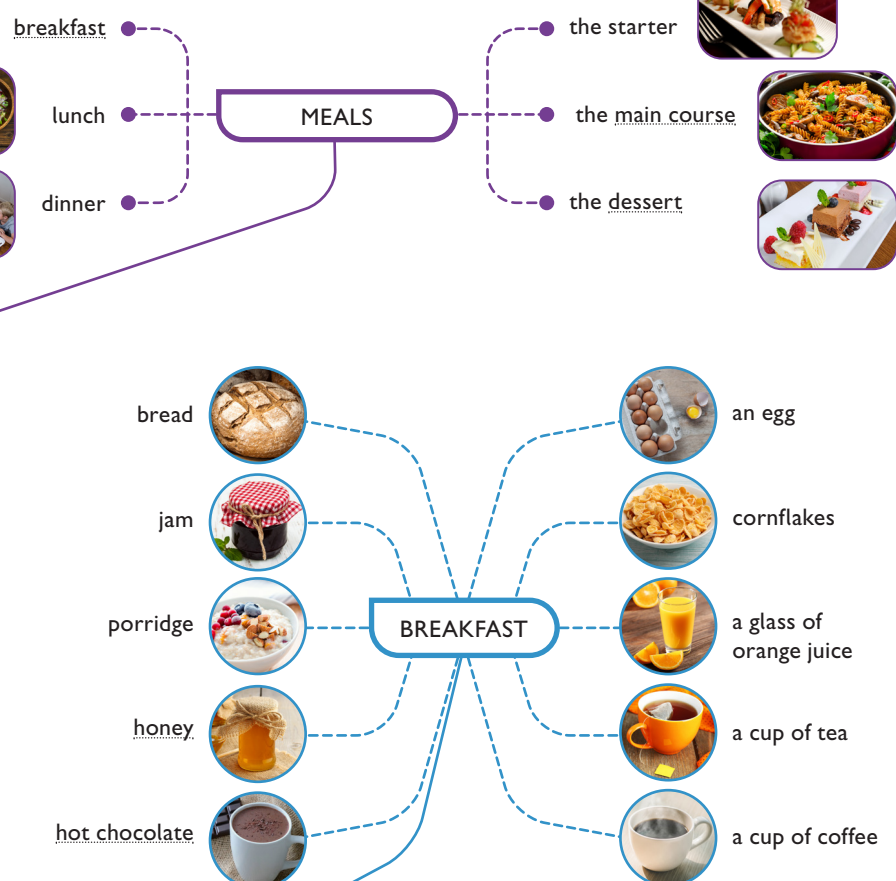 breakfast
lunch
dinner
MEALS
the starter
the main course
the dessert
bread
jam
porridge
honey
hot chocolate
BREAKFAST
an egg
cornflakes
a glass of
orange juice
a cup of tea
a cup of coffee